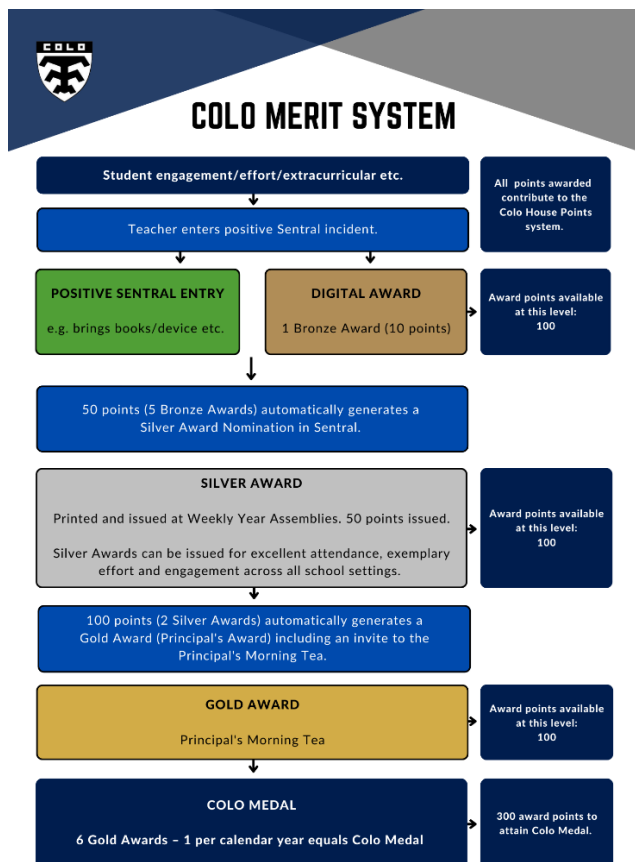 COLO
COLO MERIT SYSTEM
Student engagement/effort/extracurricular etc.
All points awarded
contribute to the
Colo House Points
system.
Teacher enters positive Sentral incident.
POSITIVE SENTRAL ENTRY
e.g. brings books/device etc.
DIGITAL AWARD
1 Bronze Award (10 points)
Award points available
at this level:
100
50 points (5 Bronze Awards) automatically generates a
Silver Award Nomination in Sentral.
SILVER AWARD
Printed and issued at Weekly Year Assemblies. 50 points issued.
Silver Awards can be issued for excellent attendance, exemplary
effort and engagement across all school settings.
Award points available
at this level:
100
100 points (2 Silver Awards) automatically generates a
Gold Award (Principal's Award) including an invite to the
Principal's Morning Tea.
GOLD AWARD
Principal's Morning Tea
Award points available
at this level:
100
COLO MEDAL
6 Gold Awards – 1 per calendar year equals Colo Medal
300 award points to
attain Colo Medal.